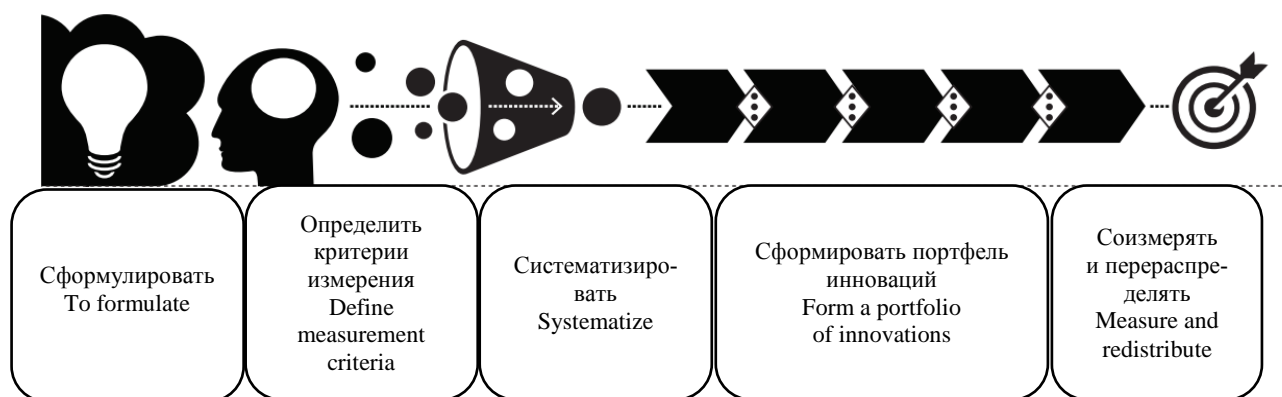 Сформулировать
To formulate
Определить
критерии
измерения
Define
measurement
criteria
Систематизиро-
вать
Systematize
Сформировать портфель
инноваций
Form a portfolio
of innovations
Соизмерять
и перераспре-
делять
Measure and
redistribute